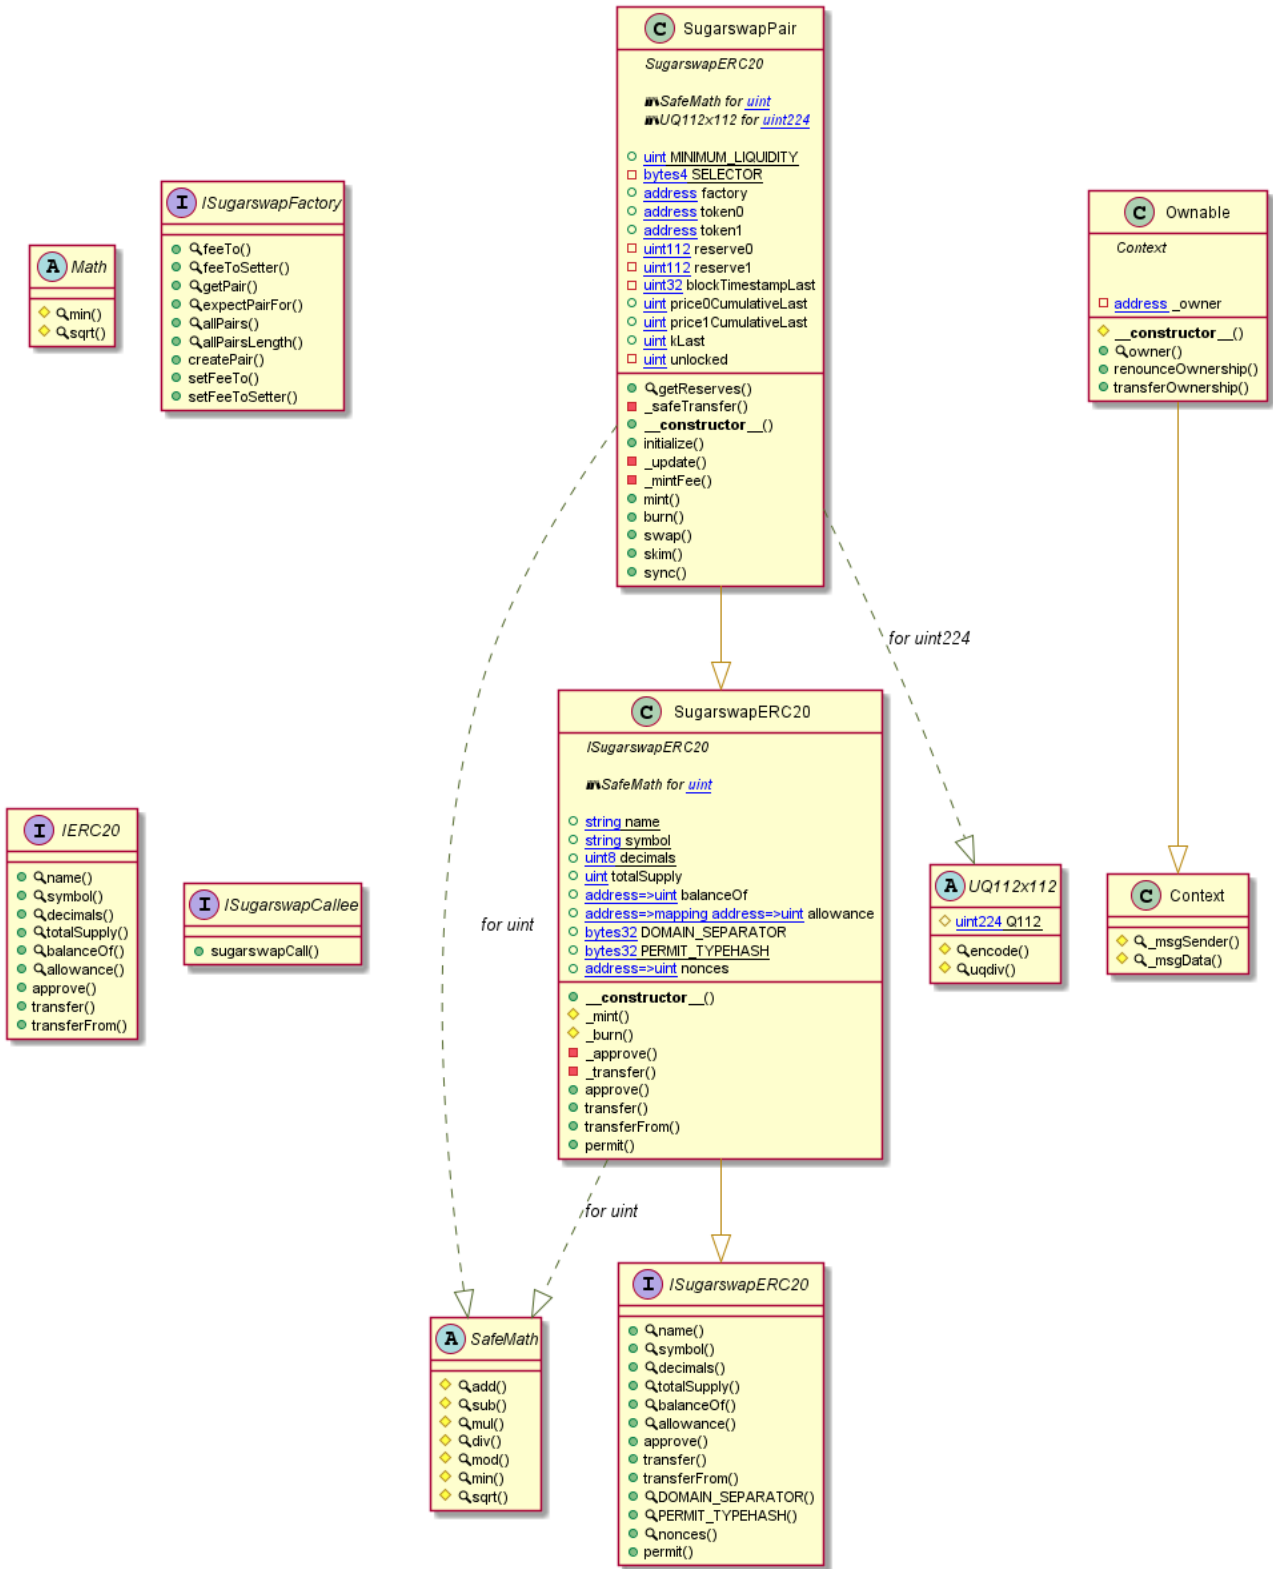 C SugarswapPair
SugarswapERC20
SafeMath for uint
UQ112x112 for uint224
uint MINIMUM_LIQUIDITY
bytes4 SELECTOR
address factory
address token0
address token1
uint112 reserve0
uint112 reserve1
uint32 blockTimestampLast
uint price0CumulativeLast
uint price1CumulativeLast
uint kLast
uint unlocked
getReserves()
_safeTransfer()
__constructor__()
initialize()
_update()
_mintFee()
mint()
burn()
swap()
skim()
sync()
I ISugarswapFactory
feeTo()
feeToSetter()
getPair()
expectPairFor()
allPairs()
allPairsLength()
createPair()
setFeeTo()
setFeeToSetter()
A Math
min()
sqrt()
C Ownable
Context
address _owner
__constructor__()
owner()
renounceOwnership()
transferOwnership()
for uint224
C SugarswapERC20
ISugarswapERC20
SafeMath for uint
string name
string symbol
uint8 decimals
uint totalSupply
address=>uint balanceOf
address=>mapping address=>uint allowance
bytes32 DOMAIN_SEPARATOR
bytes32 PERMIT_TYPEHASH
address=>uint nonces
__constructor__()
_mint()
_burn()
_approve()
_transfer()
approve()
transfer()
transferFrom()
permit()
I IERC20
name()
symbol()
decimals()
totalSupply()
balanceOf()
allowance()
approve()
transfer()
transferFrom()
I ISugarswapCallee
sugarswapCall()
for uint
A UQ112x112
uint224 Q112
encode()
uqdiv()
C Context
_msgSender()
_msgData()
for uint
A SafeMath
add()
sub()
mul()
div()
mod()
min()
sqrt()
I ISugarswapERC20
name()
symbol()
decimals()
totalSupply()
balanceOf()
allowance()
approve()
transfer()
transferFrom()
DOMAIN_SEPARATOR()
PERMIT_TYPEHASH()
nonces()
permit()